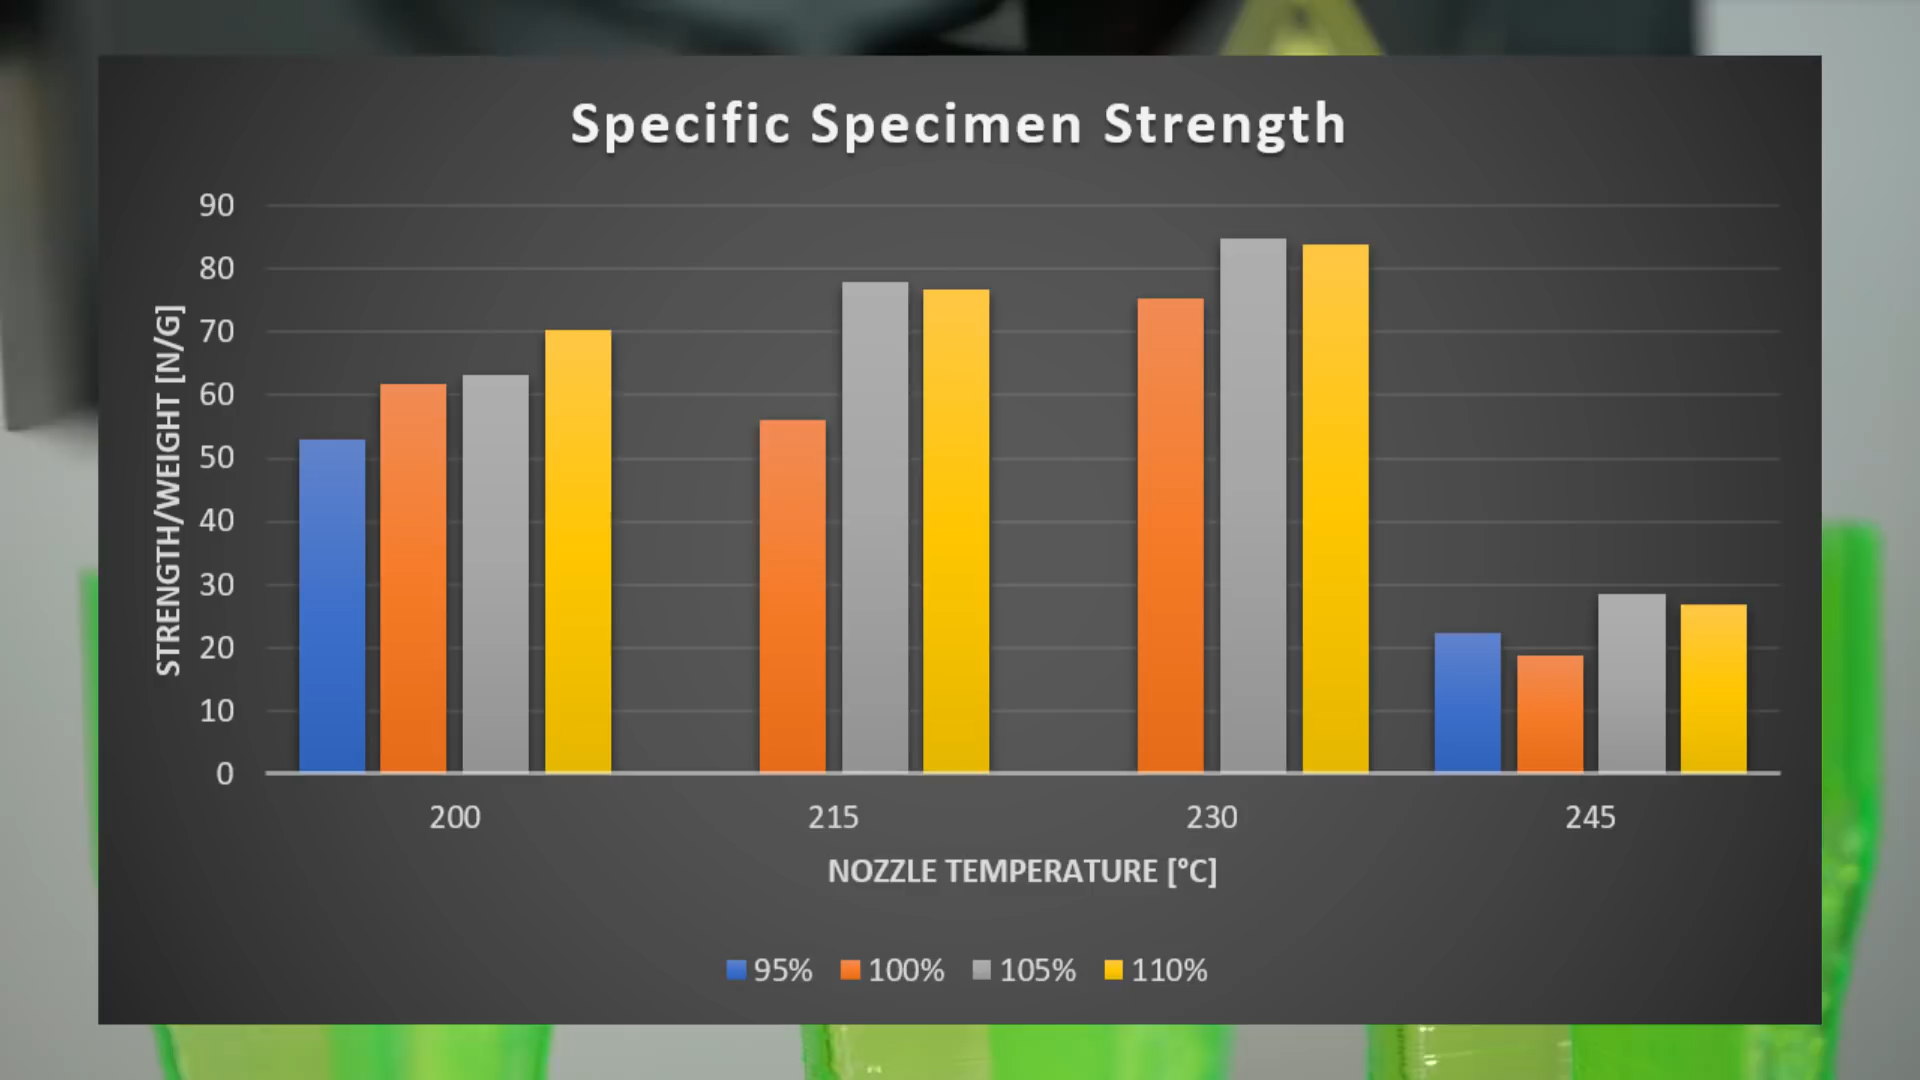 Specific Specimen Strength
90
80
70
60
50
40
30
20
10
0
STRENGTH/WEIGHT [N/G]
200 215 230 245
NOZZLE TEMPERATURE [°C]
95% 100% 105% 110%